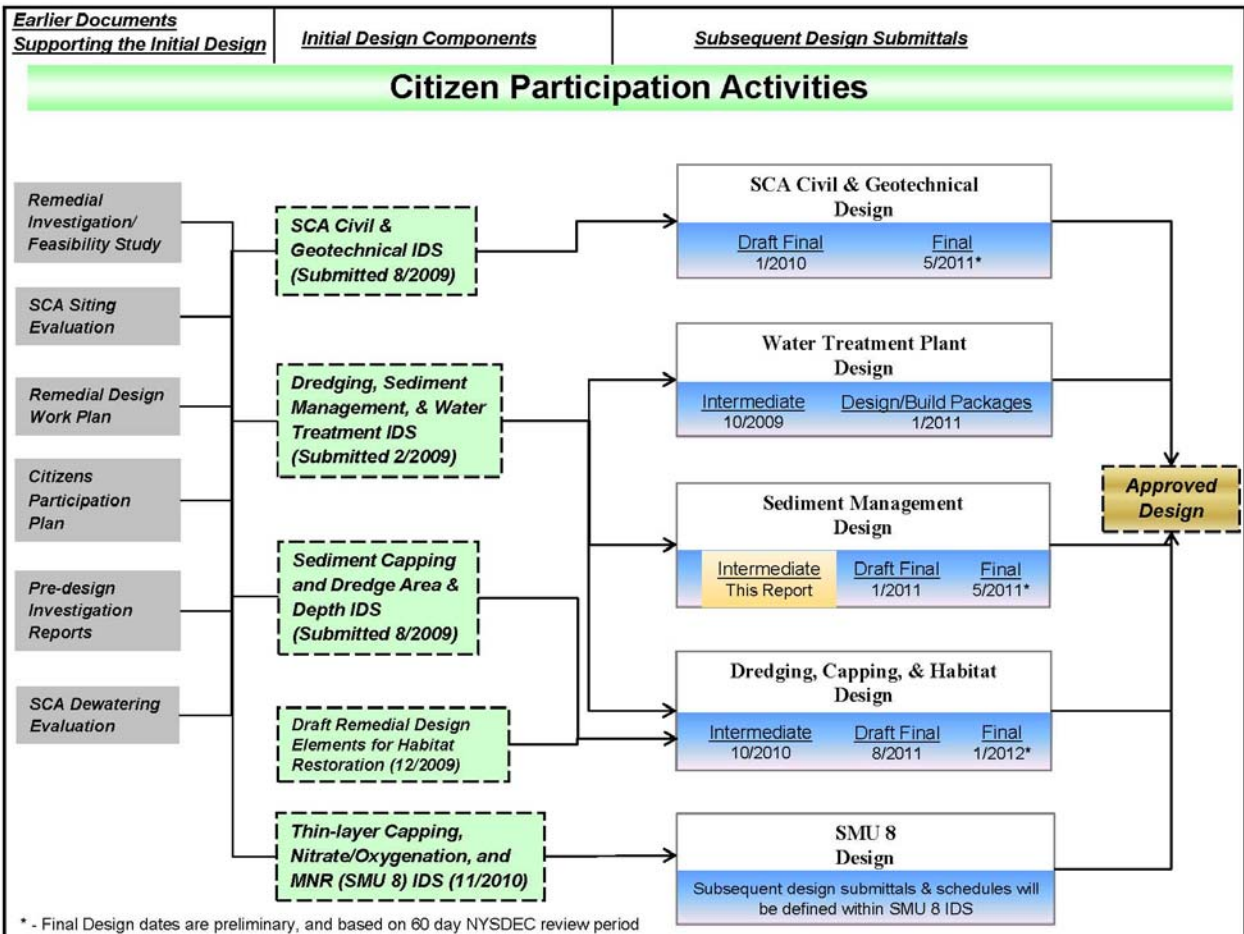 Earlier Documents
Supporting the Initial Design
Initial Design Components
Subsequent Design Submittals
Citizen Participation Activities
Remedial
Investigation/
Feasibility Study
SCA Siting
Evaluation
Remedial Design
Work Plan
Citizens
Participation
Plan
Pre-design
Investigation
Reports
SCA Dewatering
Evaluation
SCA Civil &
Geotechnical IDS
(Submitted 8/2009)
Dredging, Sediment
Management, & Water
Treatment IDS
(Submitted 2/2009)
Sediment Capping
and Dredge Area &
Depth IDS
(Submitted 8/2009)
Draft Remedial Design
Elements for Habitat
Restoration (12/2009)
Thin-layer Capping,
Nitrate/Oxygenation, and
MNR (SMU 8) IDS (11/2010)
SCA Civil & Geotechnical
Design
Draft Final Final
1/2010 5/2011*
Water Treatment Plant
Design
Intermediate Design/Build Packages
10/2009 1/2011
Sediment Management
Design
Intermediate Draft Final Final
This Report 1/2011 5/2011*
Dredging, Capping, & Habitat
Design
Intermediate Draft Final Final
10/2010 8/2011 1/2012*
SMU 8
Design
Subsequent design submittals & schedules will
be defined within SMU 8 IDS
Approved
Design
* - Final Design dates are preliminary, and based on 60 day NYSDEC review period